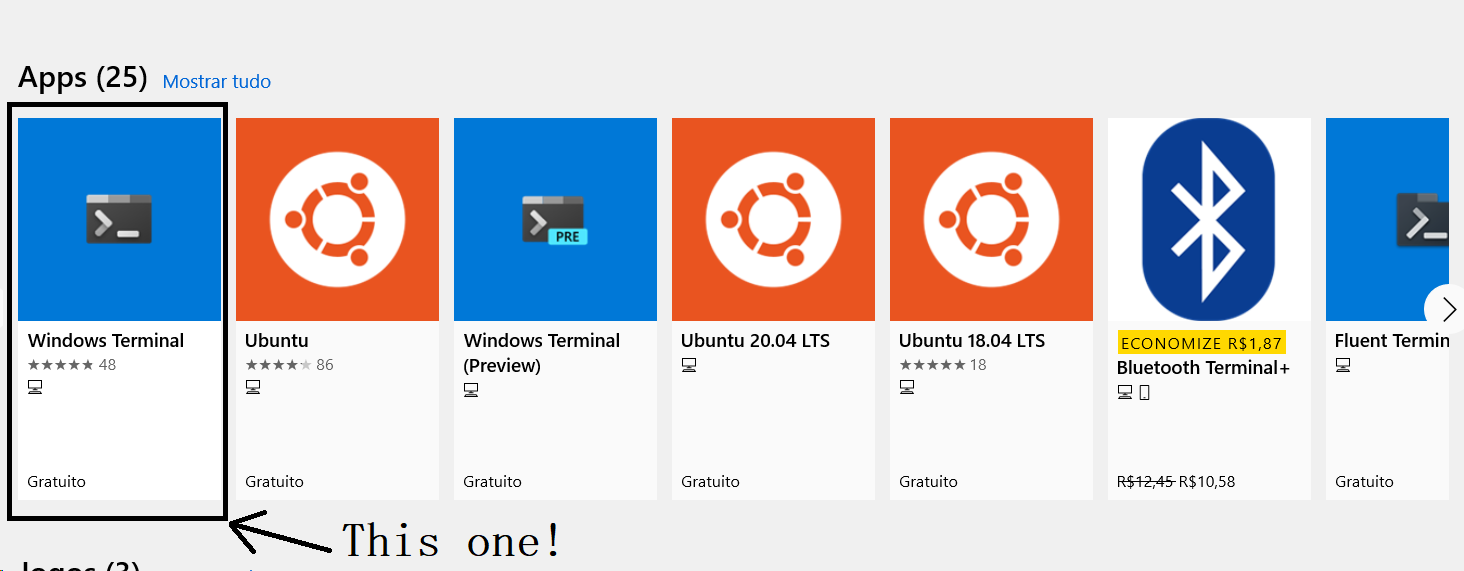 Apps (25) Mostrar tudo
PRE
Windows Terminal
48
Gratuito
Ubuntu
86
Gratuito
Windows Terminal
(Preview)
Gratuito
Ubuntu 20.04 LTS
Gratuito
Ubuntu 18.04 LTS
18
Gratuito
ECONOMIZE R$1,87
Bluetooth Terminal+
R$12,45 R$10,58
Fluent Termin
Gratuito
This one!
Jogos (3)